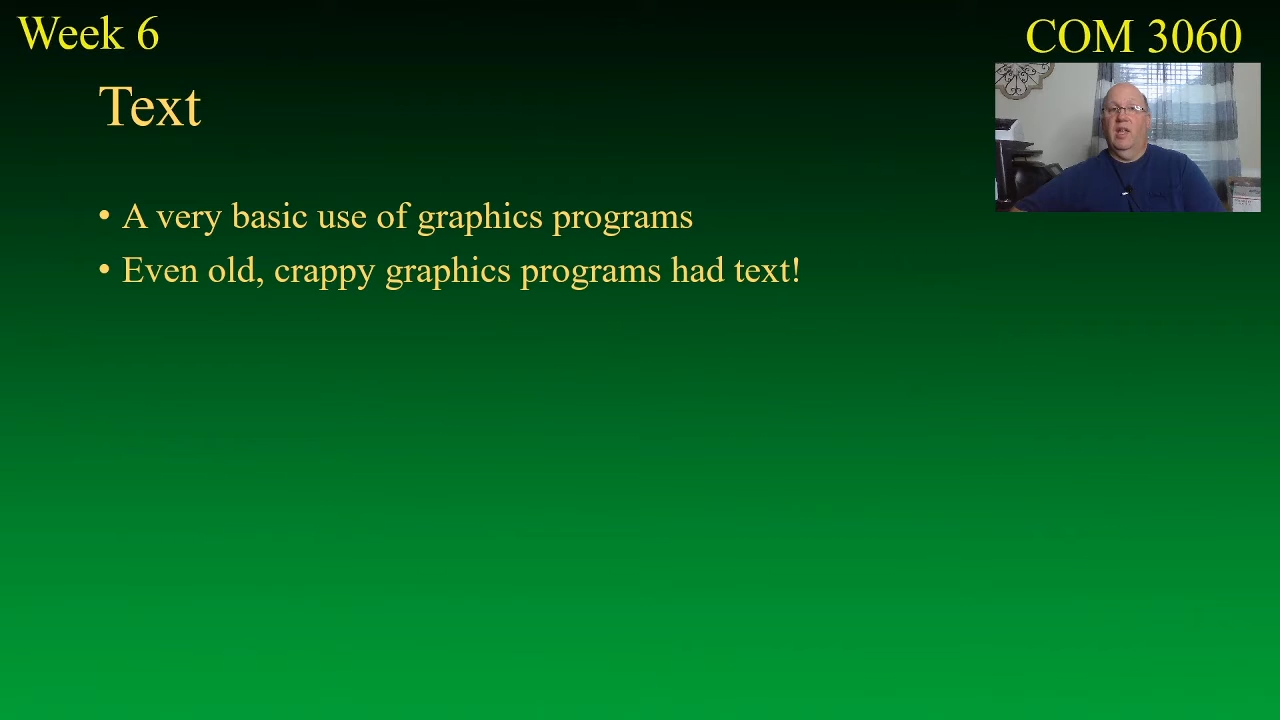 Week 6
COM 3060
Text
• A very basic use of graphics programs
• Even old, crappy graphics programs had text!